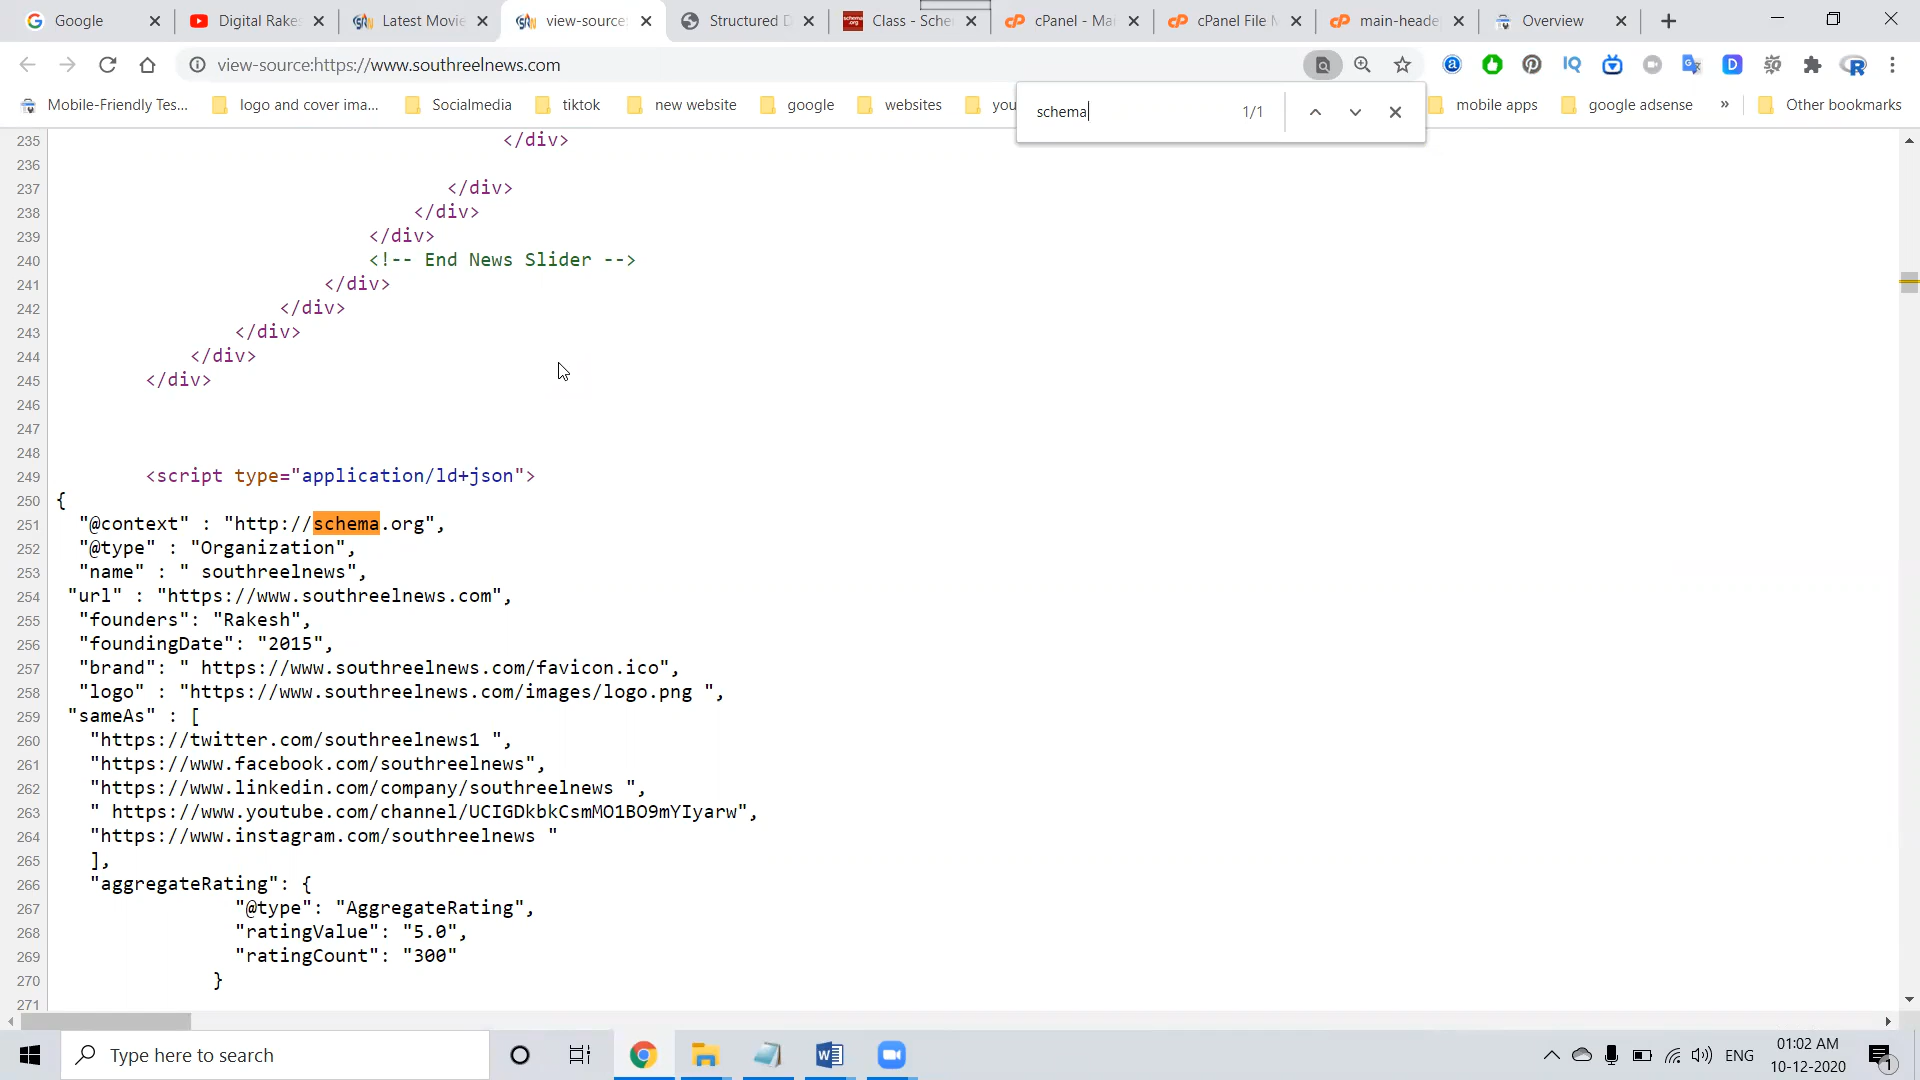 Google
Digital Rake
Latest Movie
view-source:
Structured D
Class - Sche
cPanel - Ma
cPanel File M
main-heade
Overview
view-source:https://www.southreelnews.com
Mobile-Friendly Tes...
logo and cover ima...
Socialmedia
tiktok
new website
google
websites
you
mobile apps
google adsense
»
Other bookmarks
schema
1/1
235 </div>
236
237 </div>
238 </div>
239 </div>
240 <!-- End News Slider -->
241 </div>
242 </div>
243 </div>
244 </div>
245 </div>
246
247
248
249 <script type="application/ld+json">
250 {
251 "@context" : "http://schema.org",
252 "@type" : "Organization",
253 "name" : " southreelnews",
254 "url" : "https://www.southreelnews.com",
255 "founders": "Rakesh",
256 "foundingDate": "2015",
257 "brand": " https://www.southreelnews.com/favicon.ico",
258 "logo" : "https://www.southreelnews.com/images/logo.png ",
259 "sameAs" : [
260 "https://twitter.com/southreelnews1 ",
261 "https://www.facebook.com/southreelnews",
262 "https://www.linkedin.com/company/southreelnews ",
263 " https://www.youtube.com/channel/UCIGDkbkCsmMO1BO9mYIyarw",
264 "https://www.instagram.com/southreelnews "
265 ],
266 "aggregateRating": {
267 "@type": "AggregateRating",
268 "ratingValue": "5.0",
269 "ratingCount": "300"
270 }
271
Type here to search
ENG
01:02 AM
10-12-2020
1